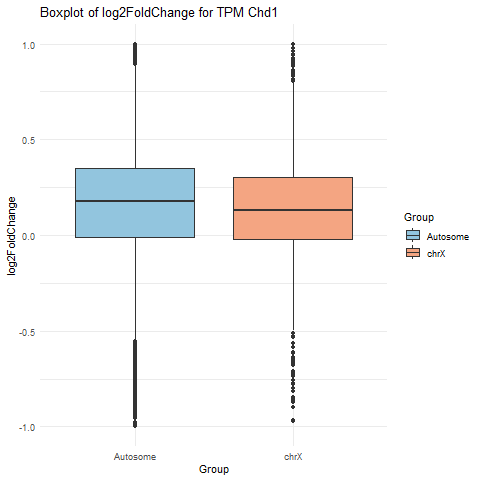 Boxplot of log2FoldChange for TPM Chd1
1.0
0.5
0.0
-0.5
-1.0
log2FoldChange
Autosome
chrX
Group
Group
Autosome
chrX